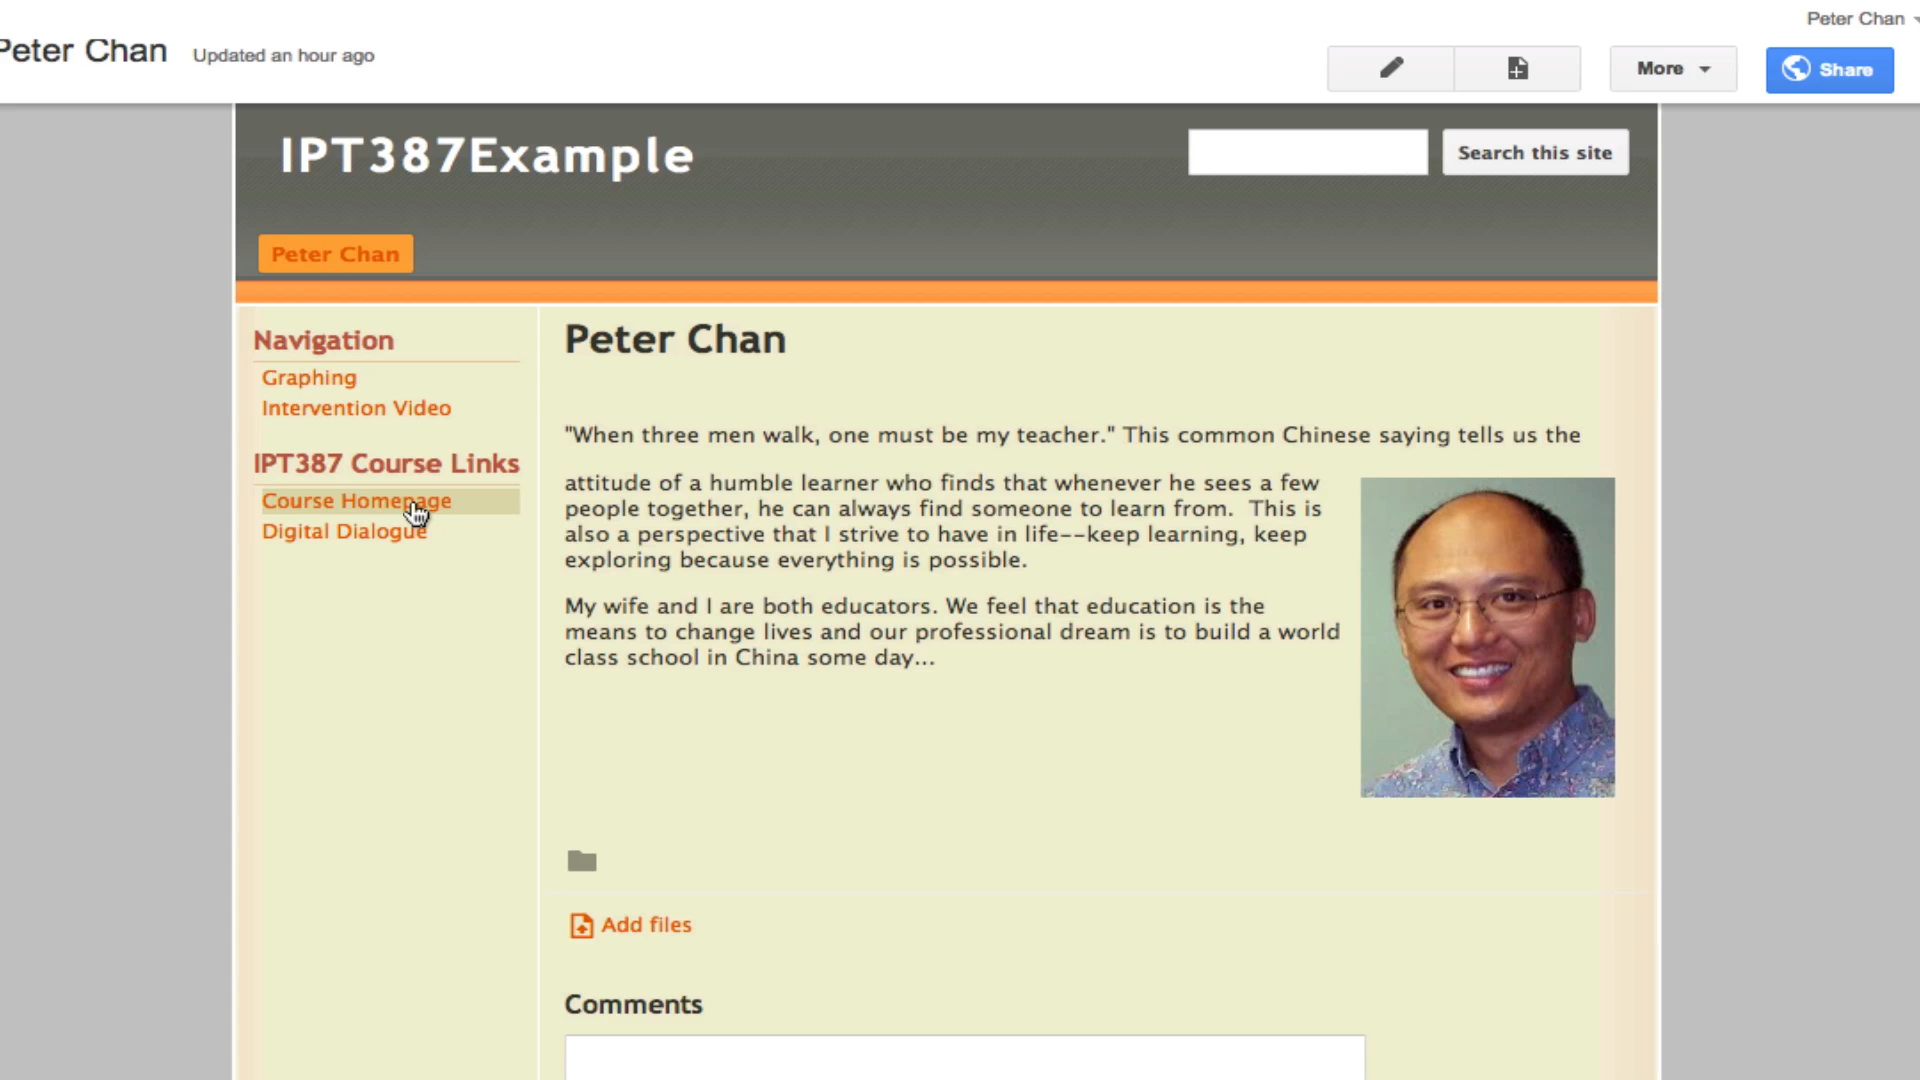 Peter Chan
Peter Chan Updated an hour ago
More
Share
IPT387Example
Search this site
Peter Chan
Navigation
Graphing
Intervention Video
IPT387 Course Links
Course Homepage
Digital Dialogue
Peter Chan
"When three men walk, one must be my teacher." This common Chinese saying tells us the
attitude of a humble learner who finds that whenever he sees a few
people together, he can always find someone to learn from. This is
also a perspective that I strive to have in life--keep learning, keep
exploring because everything is possible.
My wife and I are both educators. We feel that education is the
means to change lives and our professional dream is to build a world
class school in China some day...
Add files
Comments